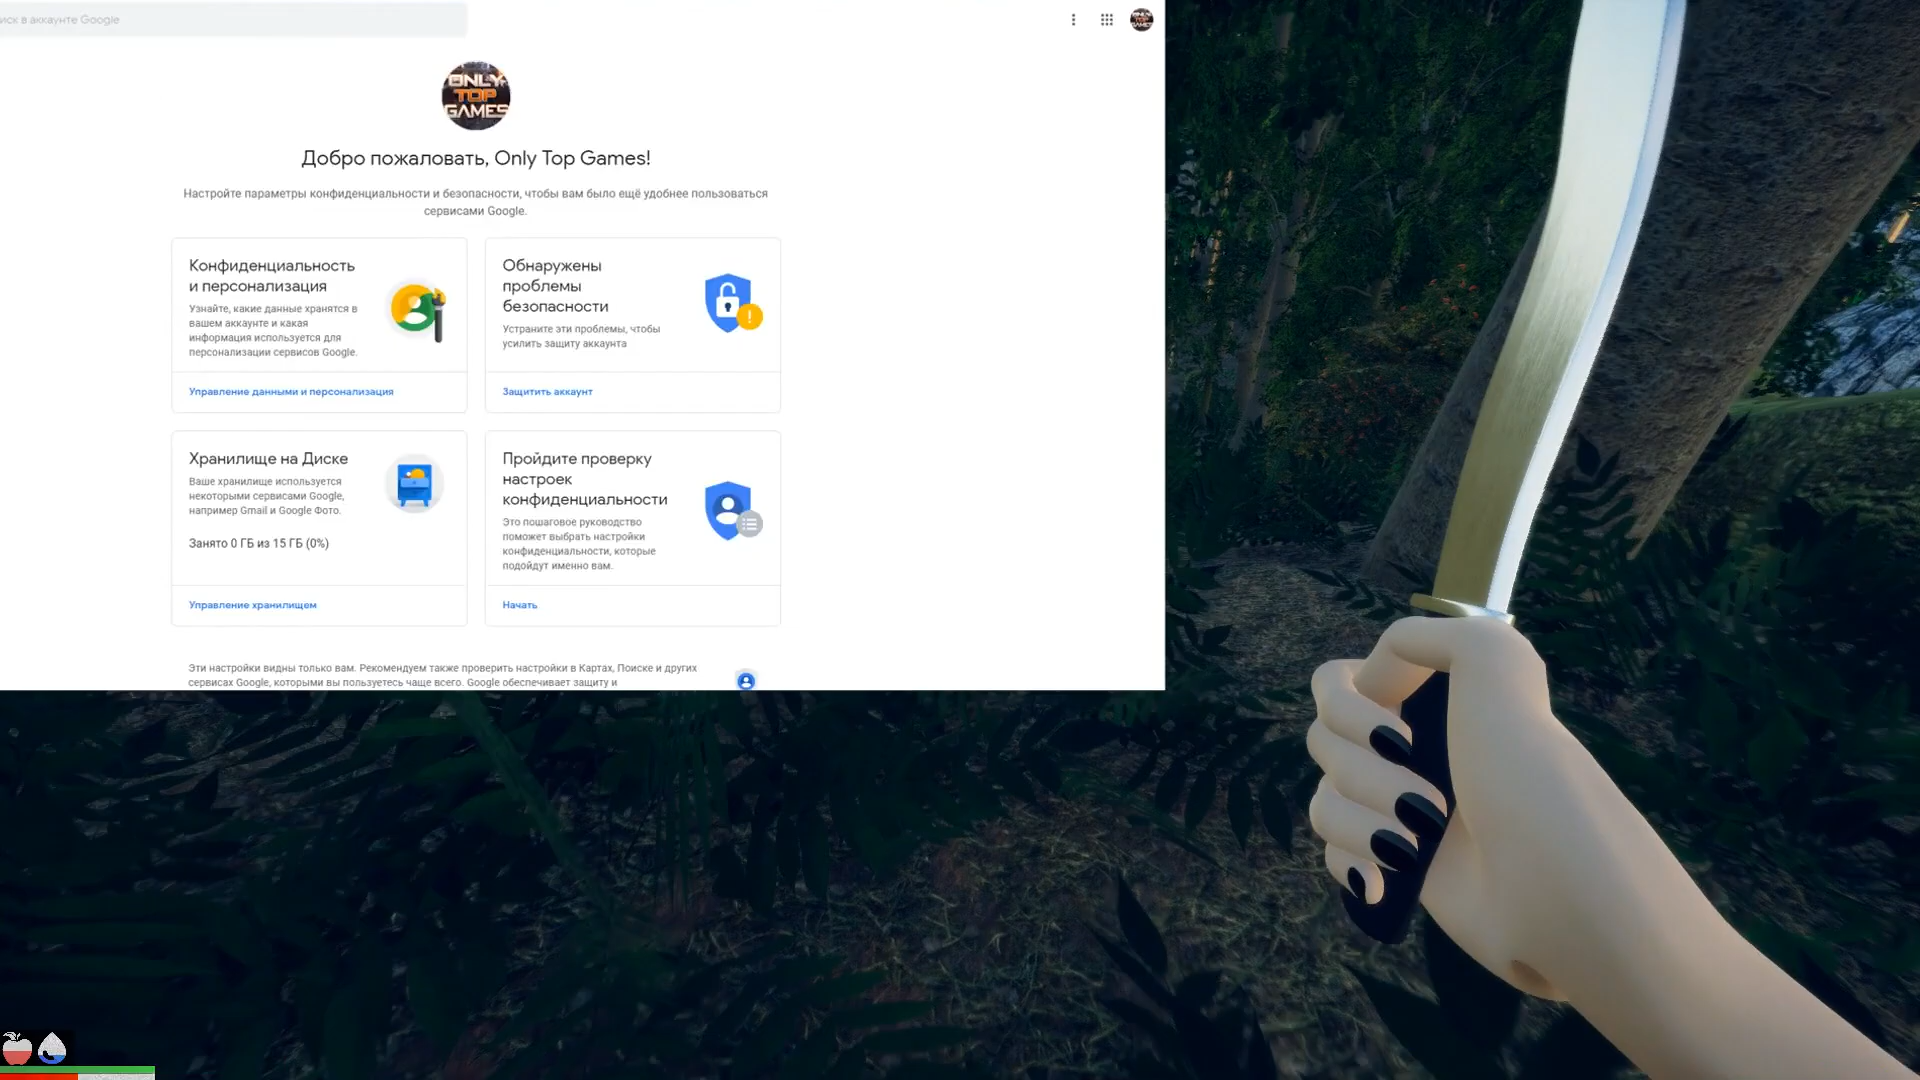 иск в аккаунте Google
ONLY
TOP
GAMES
Добро пожаловать, Only Top Games!
Настройте параметры конфиденциальности и безопасности, чтобы вам было ещё удобнее пользоваться
сервисами Google.
Конфиденциальность
и персонализация
Узнайте, какие данные хранятся в
вашем аккаунте и какая
информация используется для
персонализации сервисов Google.
Управление данными и персонализация
Обнаружены
проблемы
безопасности
Устраните эти проблемы, чтобы
усилить защиту аккаунта
Защитить аккаунт
Хранилище на Диске
Ваше хранилище используется
некоторыми сервисами Google,
например Gmail и Google Фото.
Занято 0 ГБ из 15 ГБ (0%)
Управление хранилищем
Пройдите проверку
настроек
конфиденциальности
Это пошаговое руководство
поможет выбрать настройки
конфиденциальности, которые
подойдут именно вам.
Начать
Эти настройки видны только вам. Рекомендуем также проверить настройки в Картах, Поиске и других
сервисах Google, которыми вы пользуетесь чаще всего. Google обеспечивает защиту и